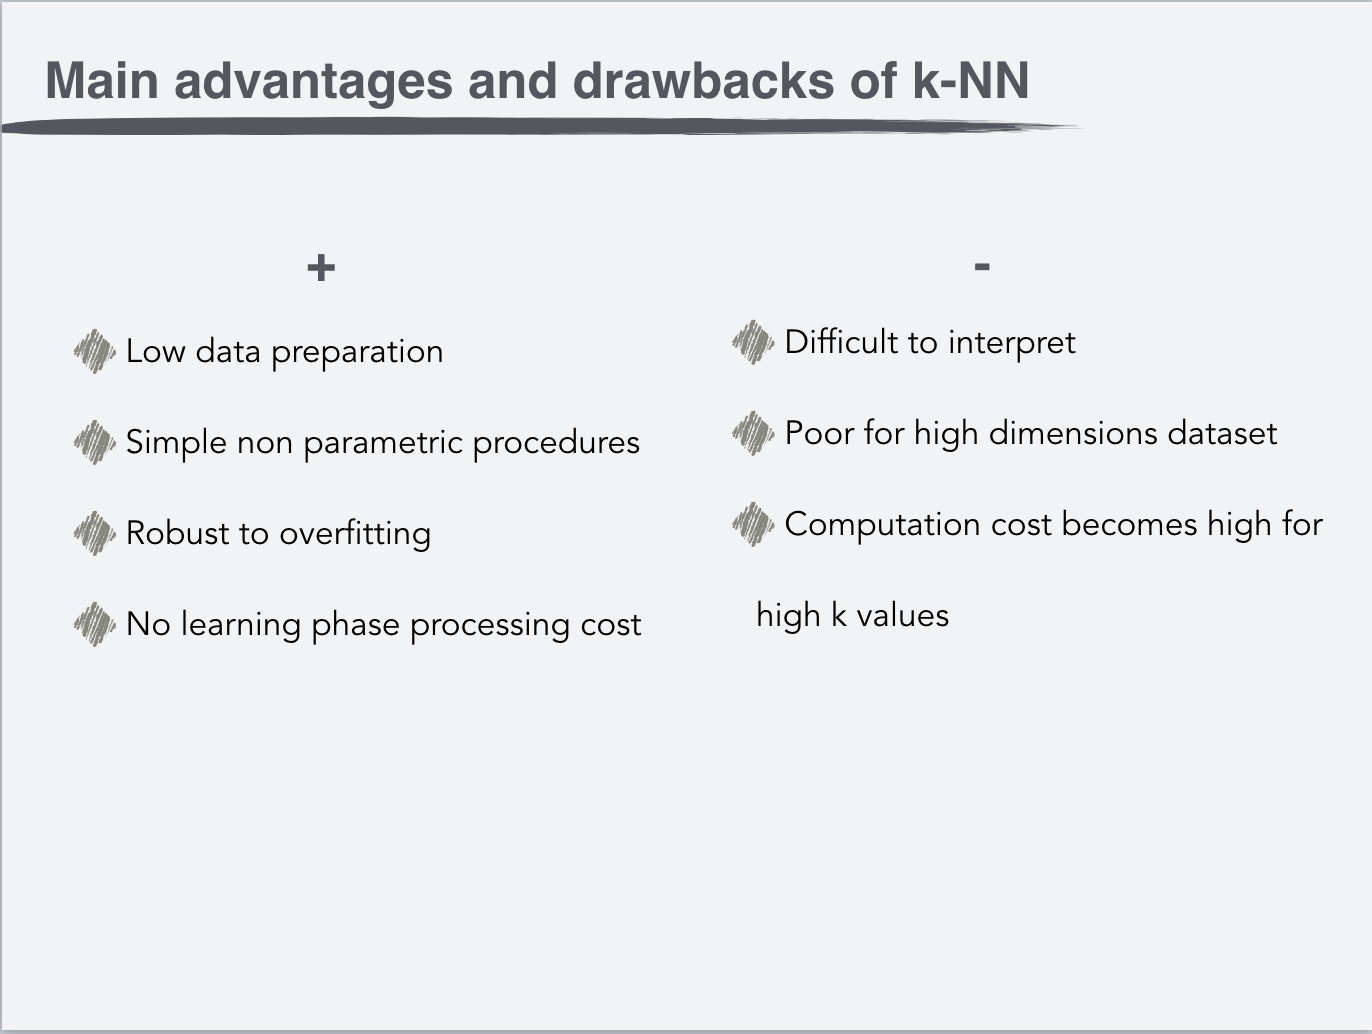 Main advantages and drawbacks of k-NN
+
Low data preparation
Simple non parametric procedures
Robust to overfitting
No learning phase processing cost
-
Difficult to interpret
Poor for high dimensions dataset
Computation cost becomes high for
high k values